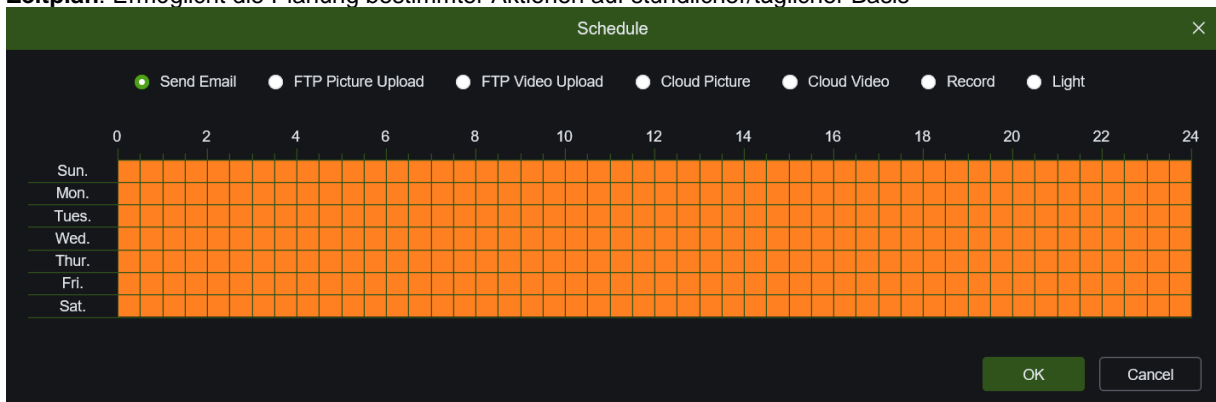 Zeitplan: Ermöglicht die Planung bestimmter Aktionen auf stündlicher/täglicher Basis
Schedule
Send Email FTP Picture Upload FTP Video Upload Cloud Picture Cloud Video Record Light
0 2 4 6 8 10 12 14 16 18 20 22 24
Sun.
Mon.
Tues.
Wed.
Thur.
Fri.
Sat.
OK Cancel